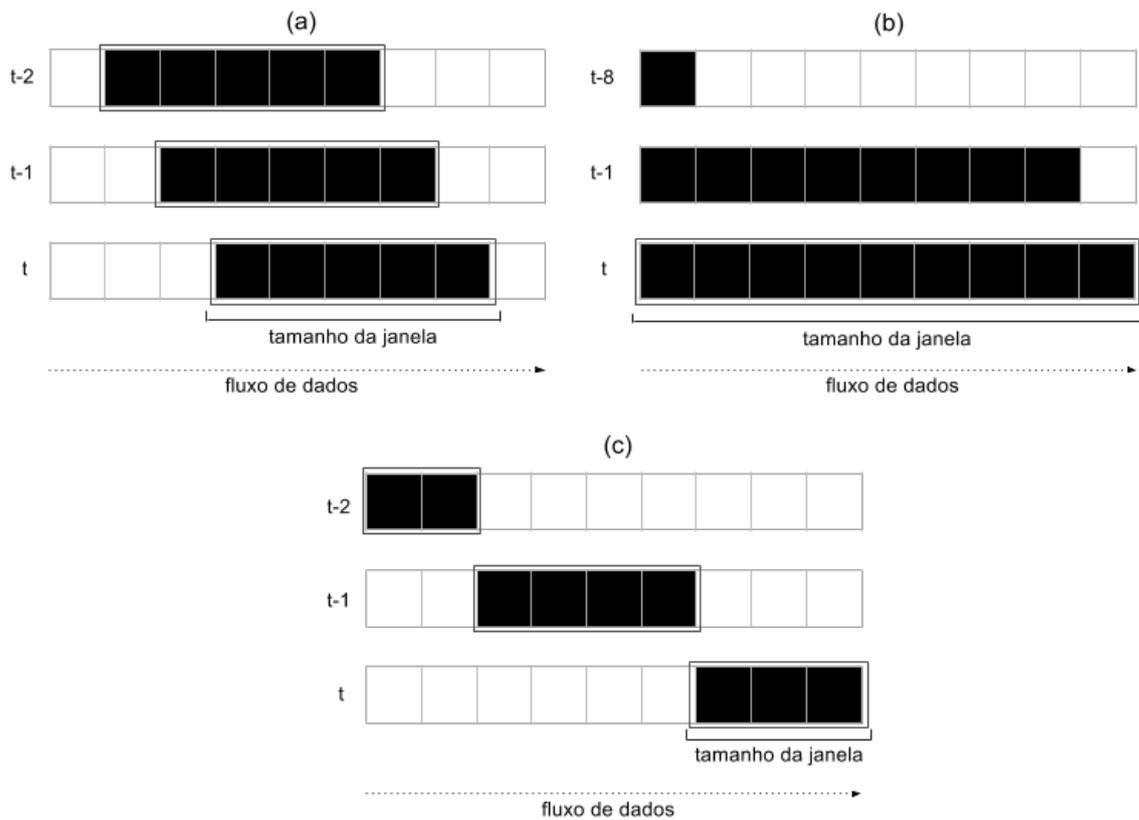 (a)
t-2
t-1
t
tamanho da janela
fluxo de dados
(b)
t-8
t-1
t
tamanho da janela
fluxo de dados
(c)
t-2
t-1
t
tamanho da janela
fluxo de dados